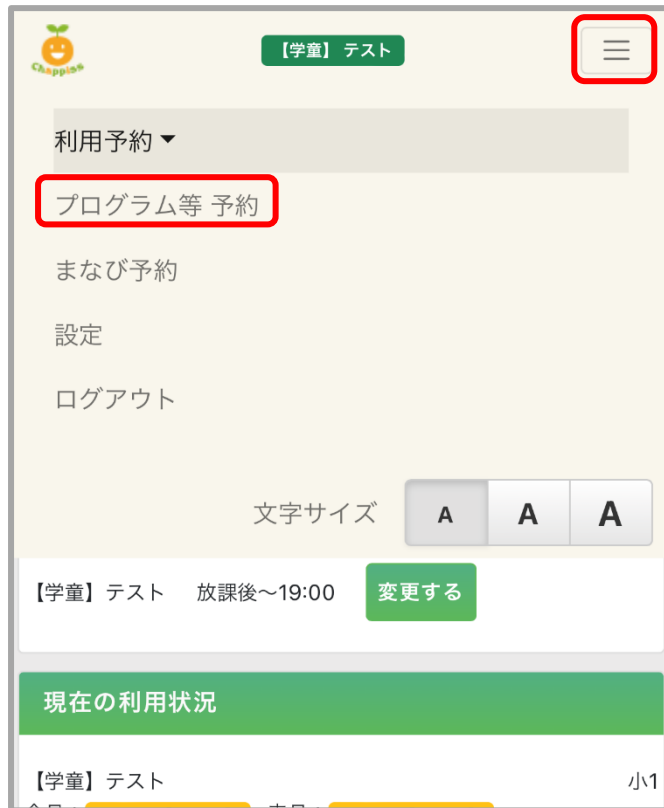 Chappiss
【学童】 テスト
利用予約
プログラム等 予約
まなび予約
設定
ログアウト
文字サイズ A A A
【学童】テスト 放課後〜19:00 変更する
現在の利用状況
【学童】テスト 小1